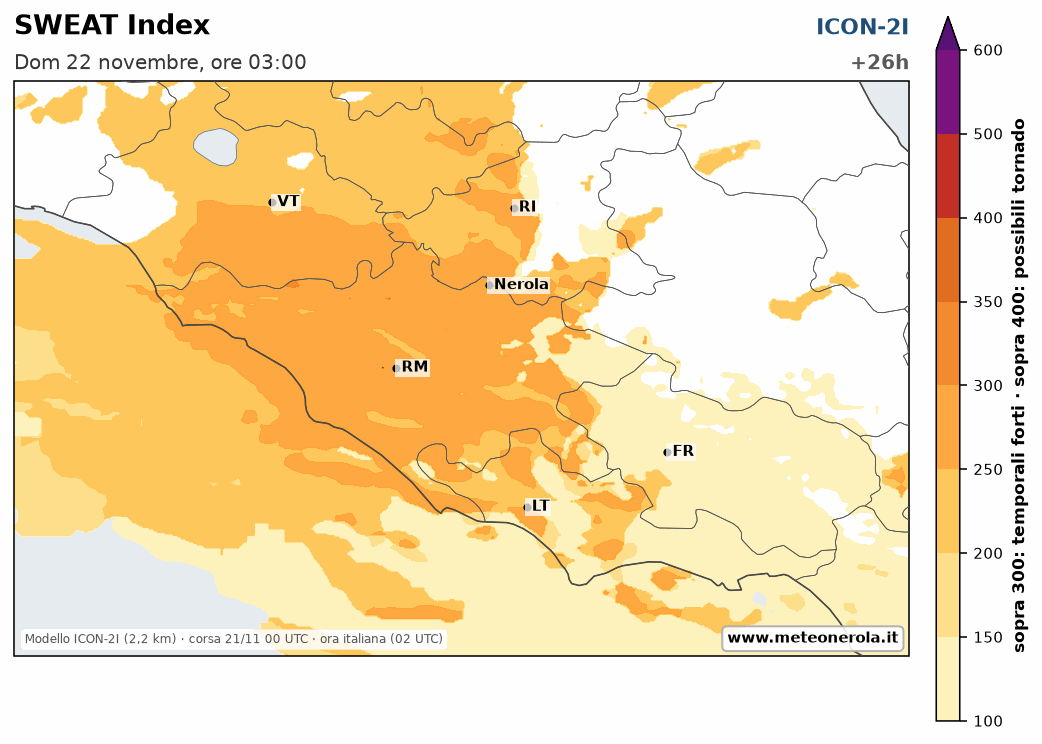 SWEAT Index
ICON-2I
Dom 22 novembre, ore 03:00
+26h
600
500
400
350
300
250
200
150
100
sopra 300: temporali forti · sopra 400: possibili tornado
VT
RI
Nerola
RM
FR
LT
Modello ICON-2I (2,2 km) · corsa 21/11 00 UTC · ora italiana (02 UTC)
www.meteonerola.it